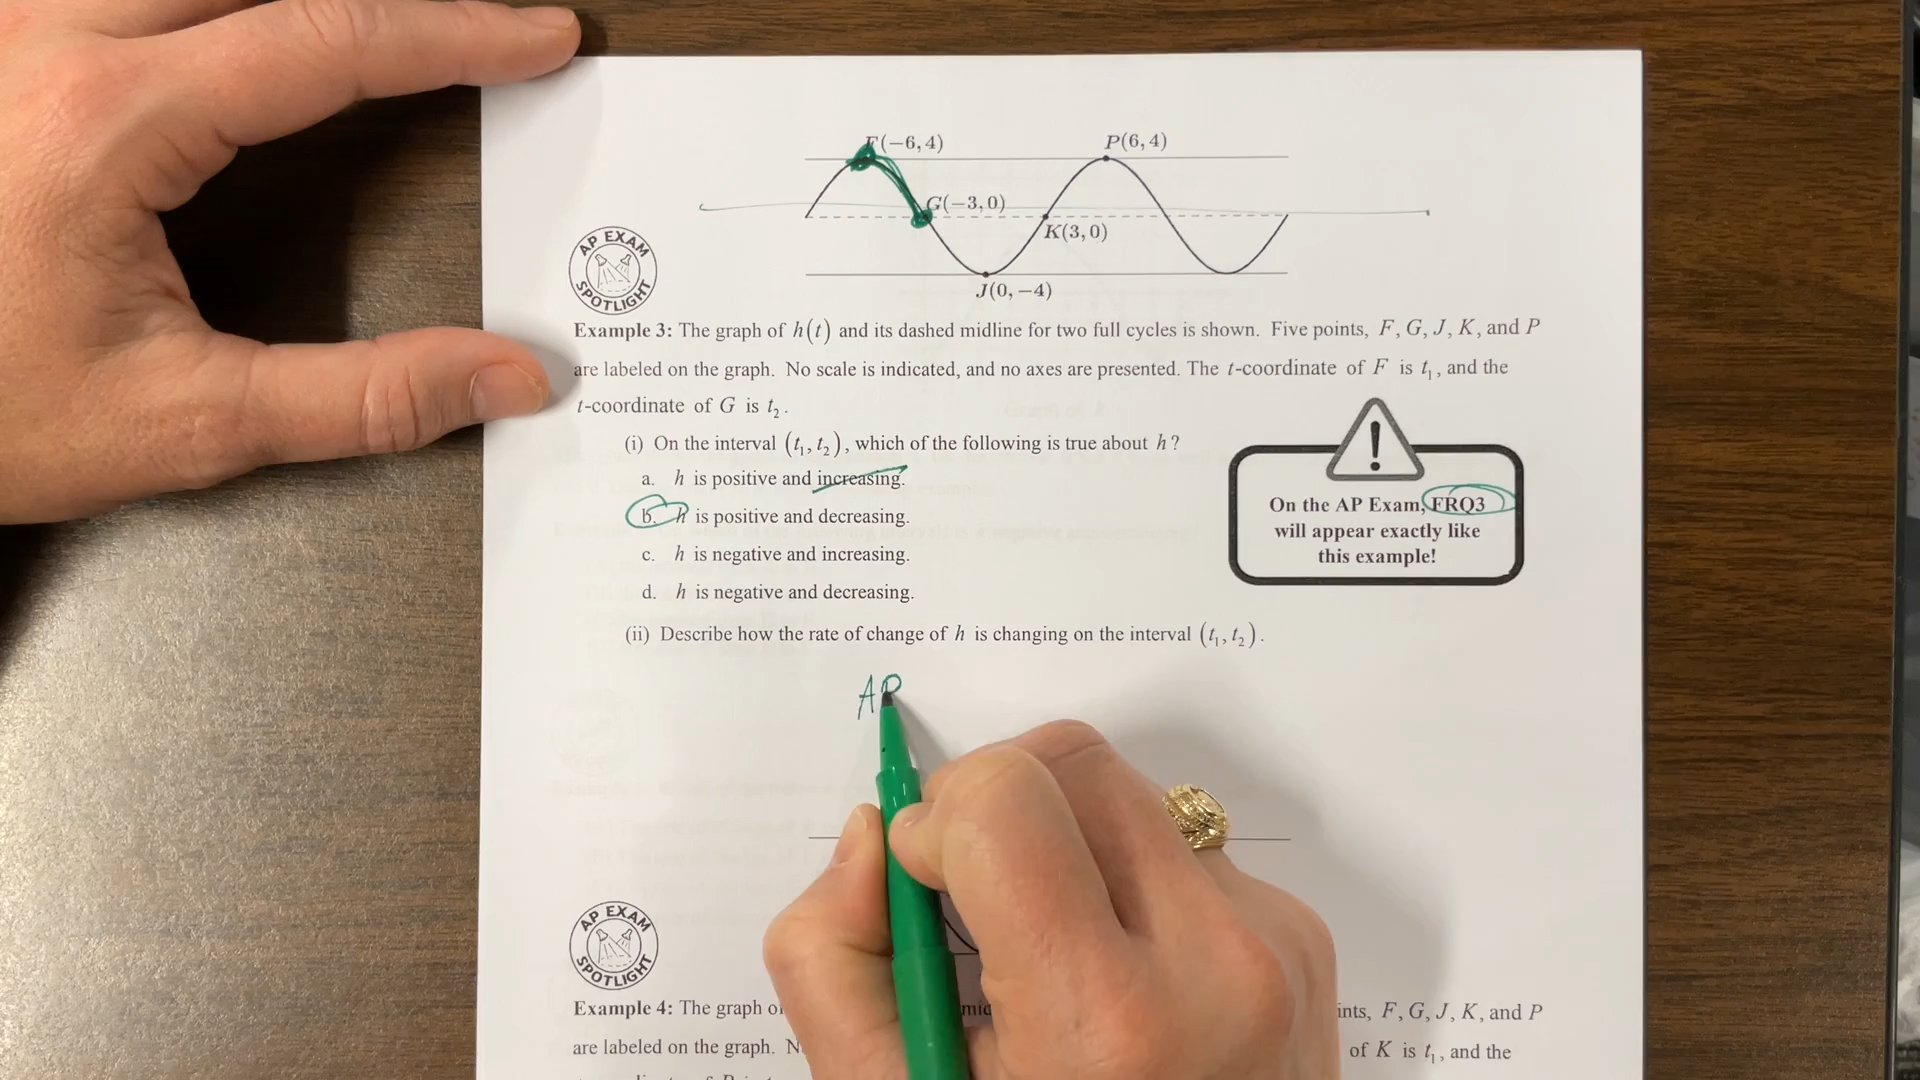 F(−6, 4)
P(6, 4)
G(−3, 0)
K(3, 0)
J(0, −4)
AP EXAM SPOTLIGHT
Example 3: The graph of h(t) and its dashed midline for two full cycles is shown. Five points, F, G, J, K, and P
are labeled on the graph. No scale is indicated, and no axes are presented. The t-coordinate of F is t₁, and the
t-coordinate of G is t₂.
(i) On the interval (t₁, t₂), which of the following is true about h?
a. h is positive and increasing.
b. h is positive and decreasing.
c. h is negative and increasing.
d. h is negative and decreasing.
!
On the AP Exam, FRQ3
will appear exactly like
this example!
(ii) Describe how the rate of change of h is changing on the interval (t₁, t₂).
AP EXAM SPOTLIGHT
Example 4: The graph of ints, F, G, J, K, and P
are labeled on the graph. of K is t₁, and the